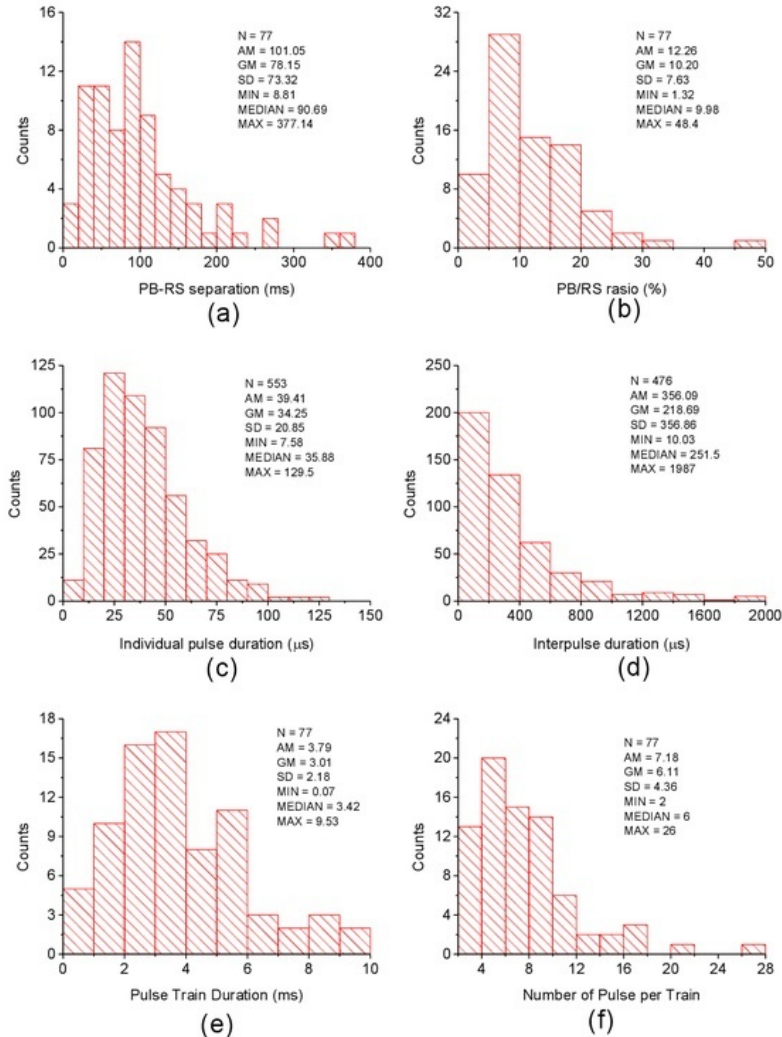 16
12
8
4
0
Counts
N = 77
AM = 101.05
GM = 78.15
SD = 73.32
MIN = 8.81
MEDIAN = 90.69
MAX = 377.14
0 100 200 300 400
PB-RS separation (ms)
(a)
32
24
16
8
0
Counts
N = 77
AM = 12.26
GM = 10.20
SD = 7.63
MIN = 1.32
MEDIAN = 9.98
MAX = 48.4
0 10 20 30 40 50
PB/RS rasio (%)
(b)
125
100
75
50
25
0
Counts
N = 553
AM = 39.41
GM = 34.25
SD = 20.85
MIN = 7.58
MEDIAN = 35.88
MAX = 129.5
0 25 50 75 100 125 150
Individual pulse duration (μs)
(c)
250
200
150
100
50
0
Counts
N = 476
AM = 356.09
GM = 218.69
SD = 356.86
MIN = 10.03
MEDIAN = 251.5
MAX = 1987
0 400 800 1200 1600 2000
Interpulse duration (μs)
(d)
18
15
12
9
6
3
0
Counts
N = 77
AM = 3.79
GM = 3.01
SD = 2.18
MIN = 0.07
MEDIAN = 3.42
MAX = 9.53
0 2 4 6 8 10
Pulse Train Duration (ms)
(e)
24
20
16
12
8
4
0
Counts
N = 77
AM = 7.18
GM = 6.11
SD = 4.36
MIN = 2
MEDIAN = 6
MAX = 26
4 8 12 16 20 24 28
Number of Pulse per Train
(f)